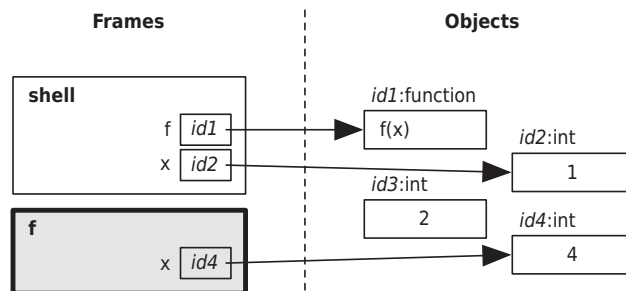 Frames Objects
shell
id1:function
f id1 f(x)
id2:int
x id2 1
id3:int
2
f
id4:int
x id4 4